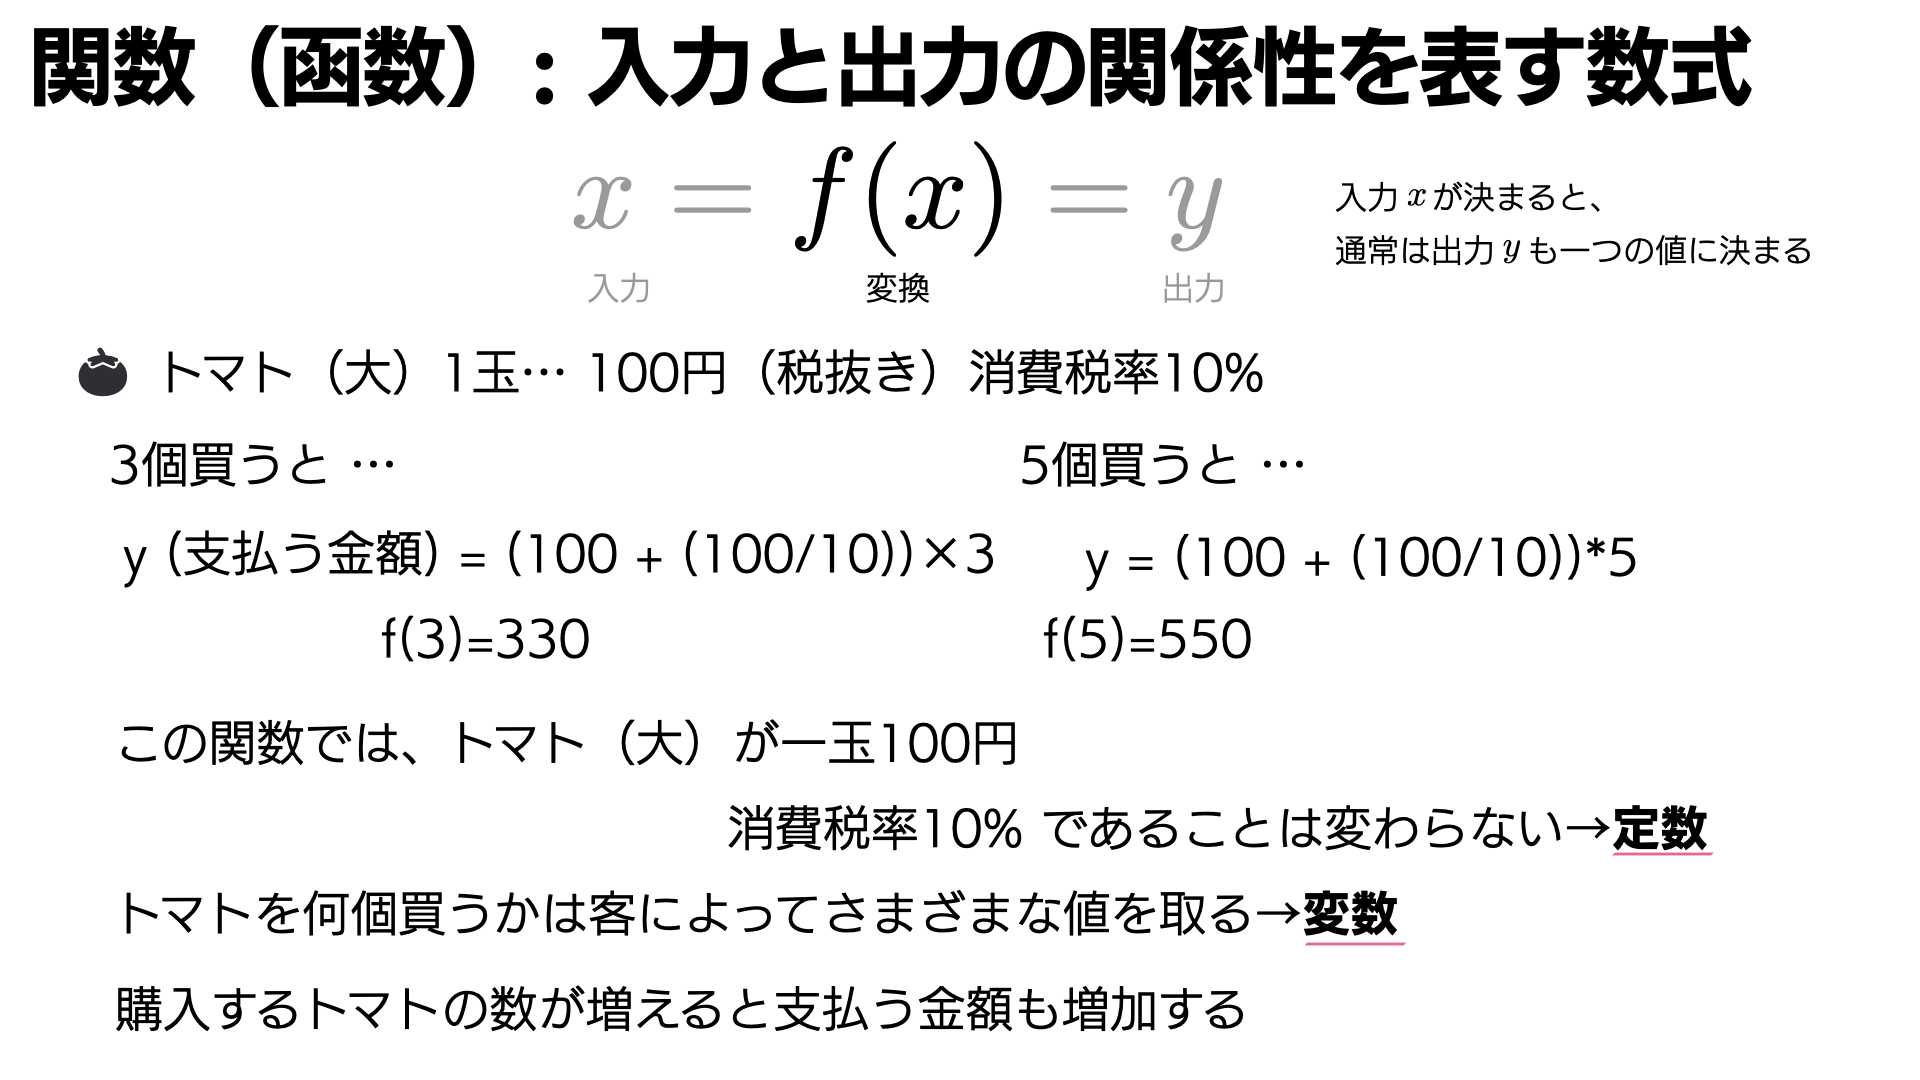 関数（函数）: 入力と出力の関係性を表す数式
x = f(x) = y
入力 変換 出力
入力 x が決まると、
通常は出力 y も一つの値に決まる
トマト（大）1玉… 100円（税抜き）消費税率10%
3個買うと …
y (支払う金額) = (100 + (100/10))×3
f(3)=330
5個買うと …
y = (100 + (100/10))*5
f(5)=550
この関数では、トマト（大）が一玉100円
消費税率10% であることは変わらない→定数
トマトを何個買うかは客によってさまざまな値を取る→変数
購入するトマトの数が増えると支払う金額も増加する